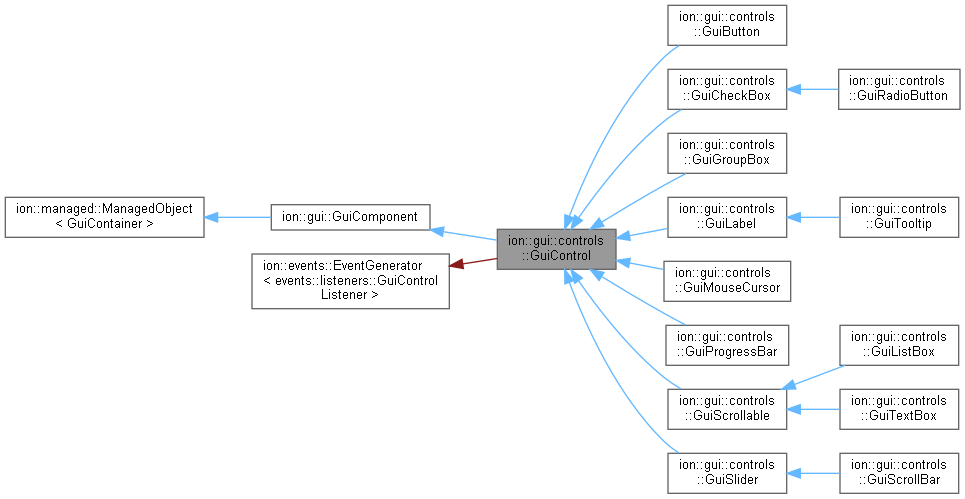 ion::managed::ManagedObject
< GuiContainer >
ion::gui::GuiComponent
ion::events::EventGenerator
< events::listeners::GuiControl
Listener >
ion::gui::controls
::GuiControl
ion::gui::controls
::GuiButton
ion::gui::controls
::GuiCheckBox
ion::gui::controls
::GuiRadioButton
ion::gui::controls
::GuiGroupBox
ion::gui::controls
::GuiLabel
ion::gui::controls
::GuiTooltip
ion::gui::controls
::GuiMouseCursor
ion::gui::controls
::GuiProgressBar
ion::gui::controls
::GuiScrollable
ion::gui::controls
::GuiListBox
ion::gui::controls
::GuiTextBox
ion::gui::controls
::GuiSlider
ion::gui::controls
::GuiScrollBar